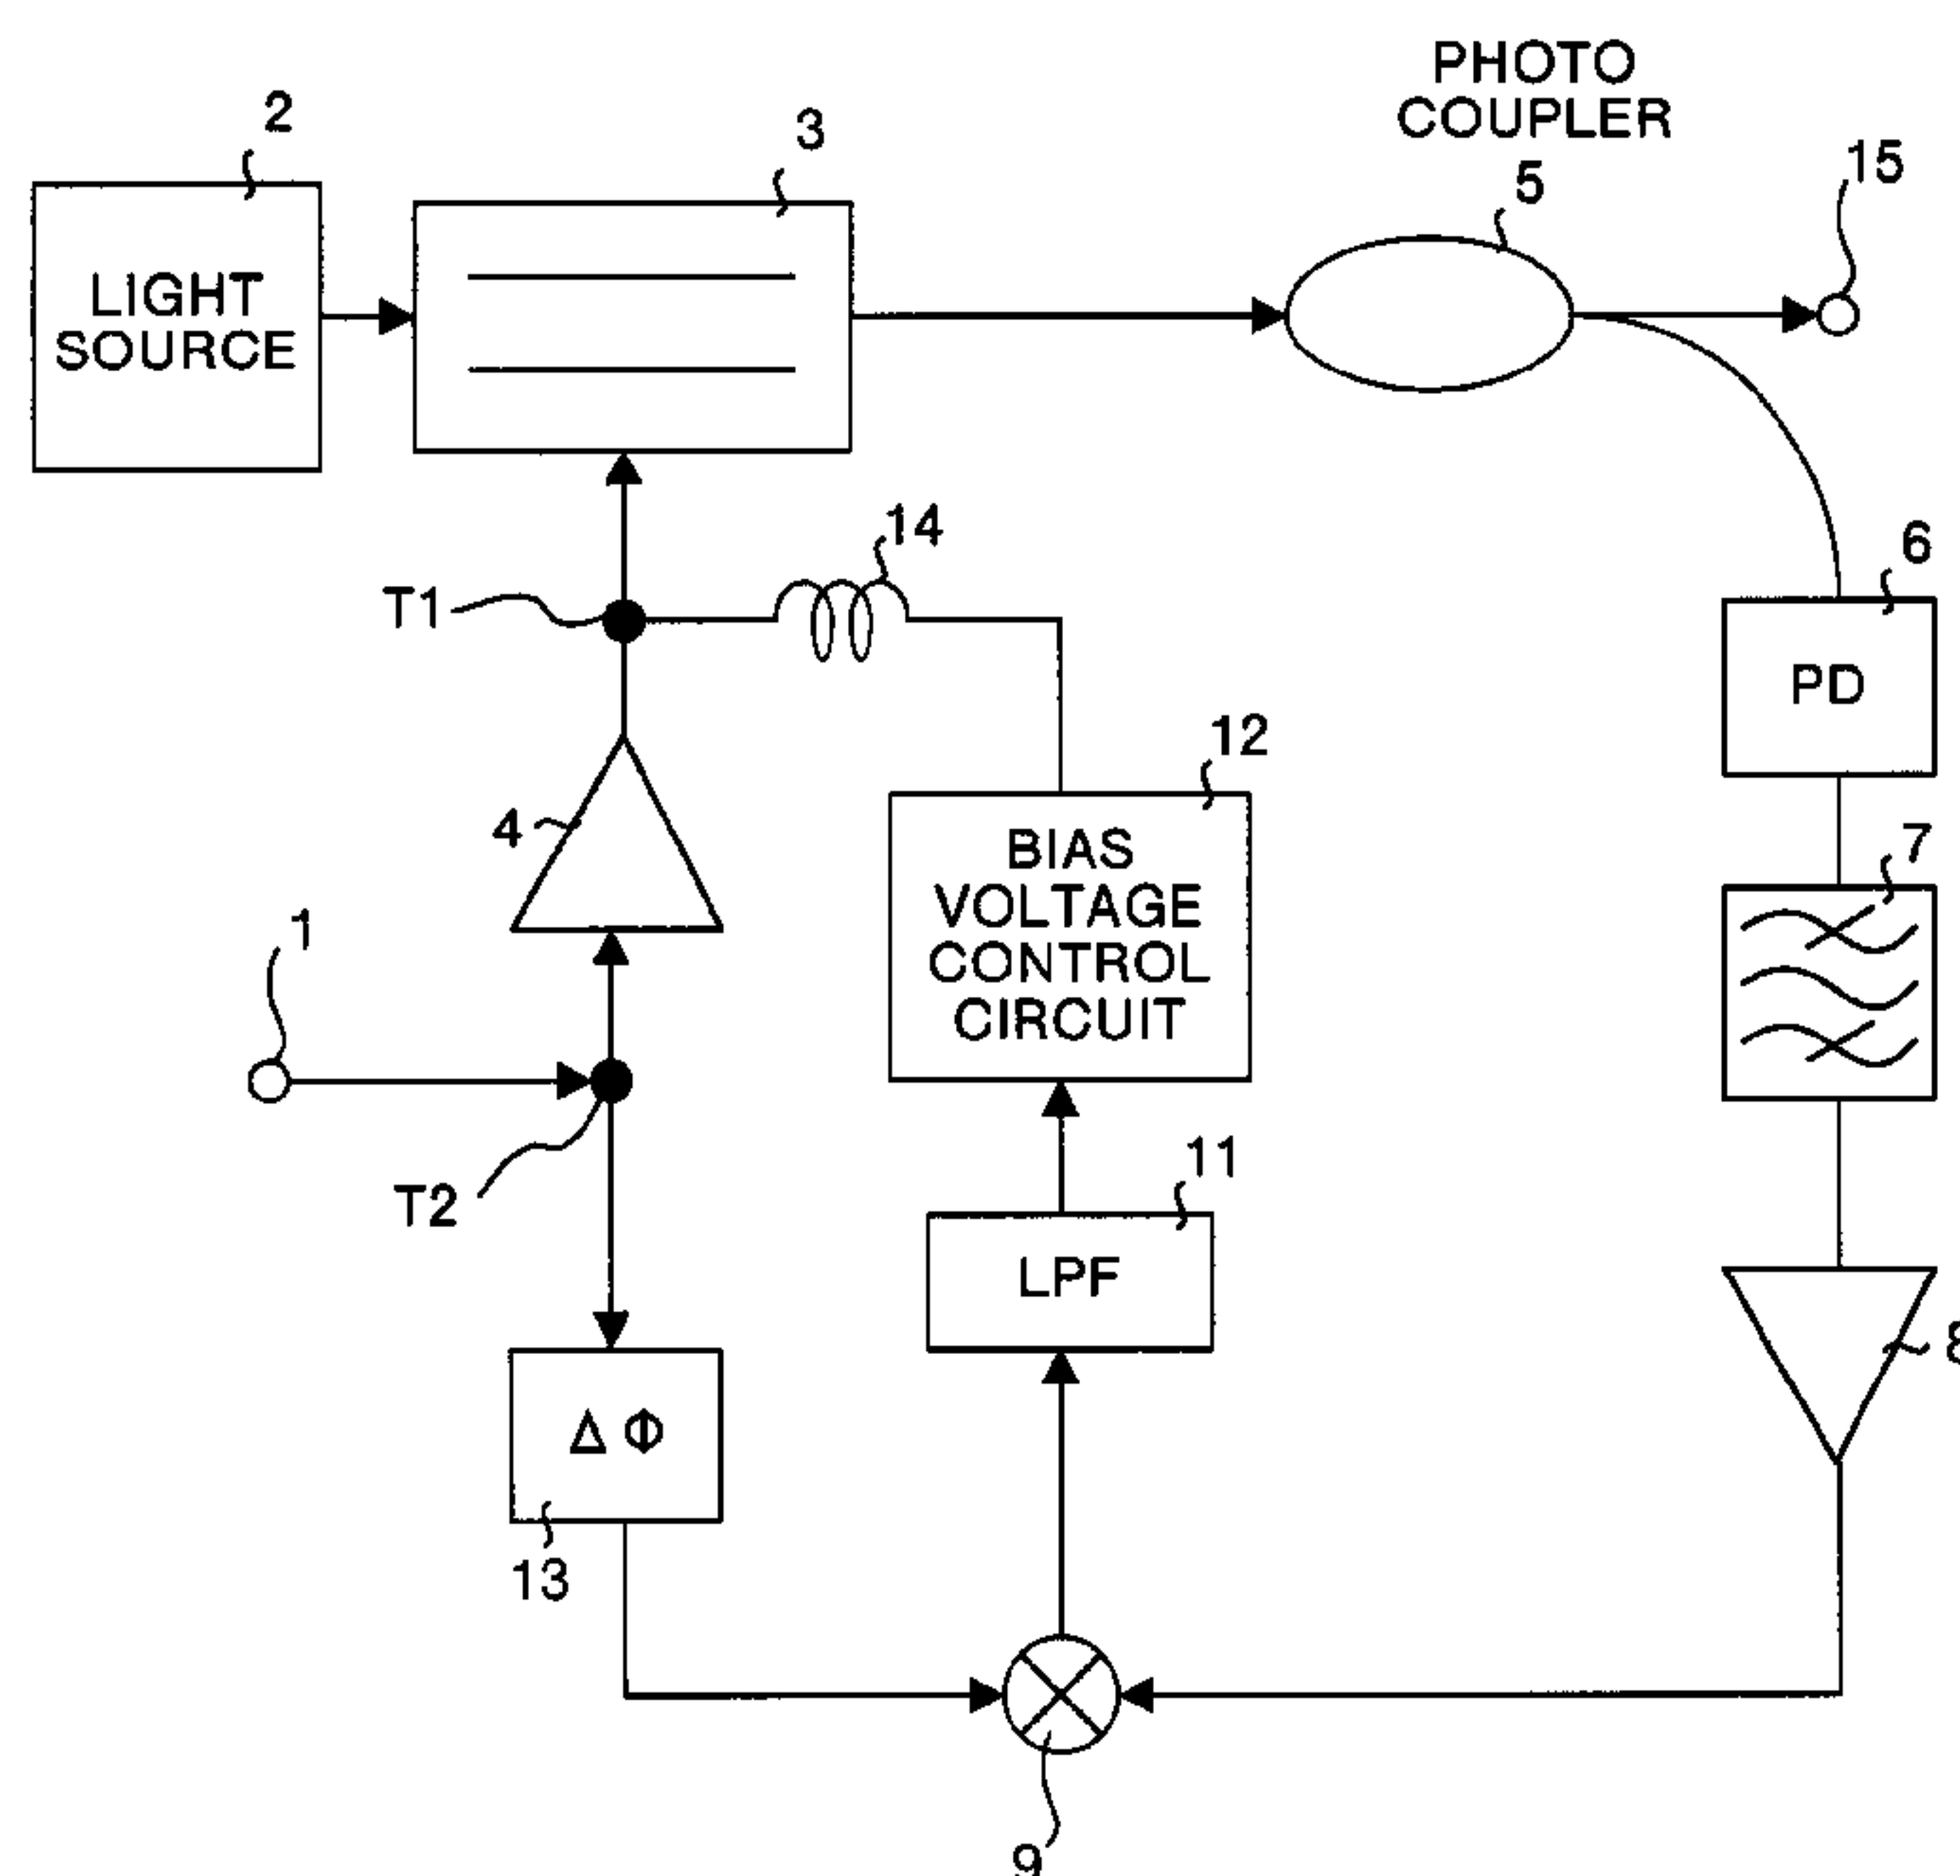 PHOTO
COUPLER
2
3
5
15
LIGHT
SOURCE
14
T1
6
PD
12
4
BIAS
VOLTAGE
CONTROL
CIRCUIT
7
1
T2
11
LPF
8
Δ Φ
13
9